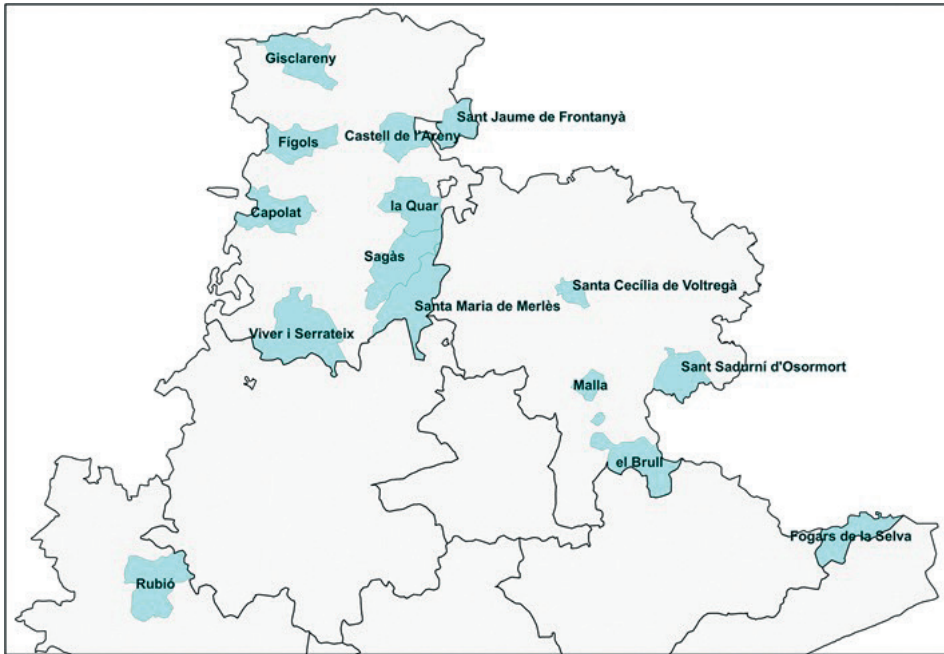 Gisclareny
Sant Jaume de Frontanyà
Castell de l'Areny
Fígols
la Quar
Capolat
Sagàs
Santa Cecília de Voltregà
Santa Maria de Merlès
Viver i Serrateix
Sant Sadurní d'Osormort
Malla
el Brull
Fogars de la Selva
Rubió